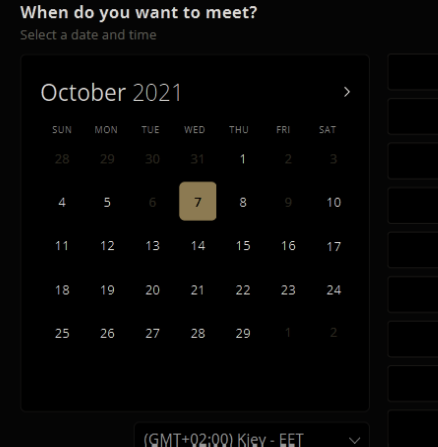 When do you want to meet?
Select a date and time
October 2021
SUN MON TUE WED THU FRI SAT
28 29 30 31 1 2 3
4 5 6 7 8 9 10
11 12 13 14 15 16 17
18 19 20 21 22 23 24
25 26 27 28 29 1 2
(GMT+02:00) Kiev - EET